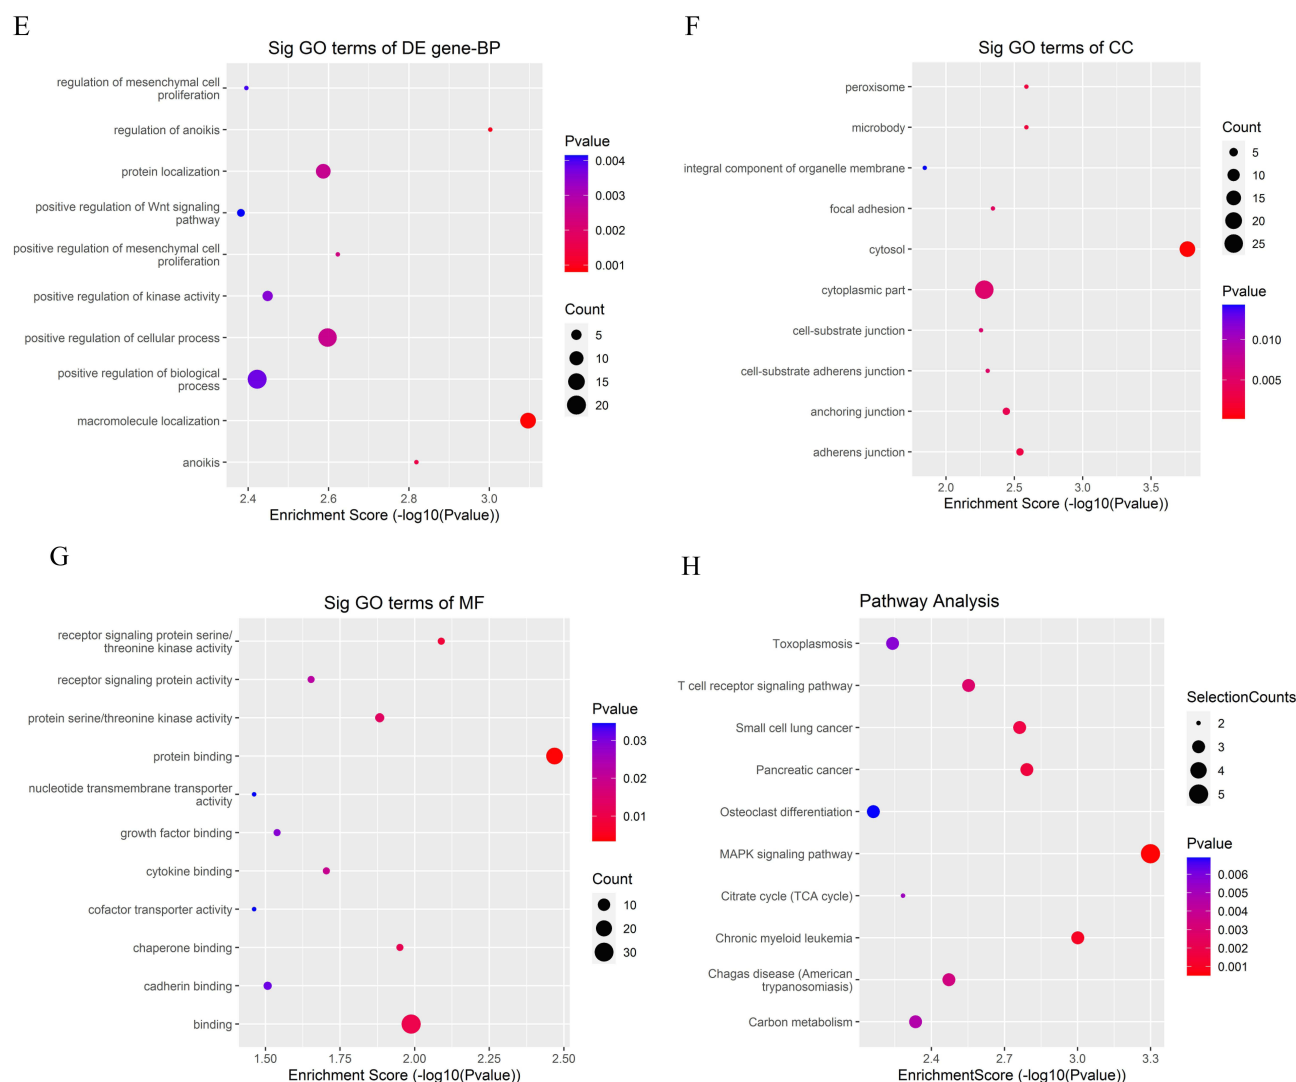 E
Sig GO terms of DE gene-BP
regulation of mesenchymal cell
proliferation
regulation of anoikis
protein localization
positive regulation of Wnt signaling
pathway
positive regulation of mesenchymal cell
proliferation
positive regulation of kinase activity
positive regulation of cellular process
positive regulation of biological
process
macromolecule localization
anoikis
2.4 2.6 2.8 3.0
Enrichment Score (-log10(Pvalue))
Pvalue
0.004
0.003
0.002
0.001
Count
5
10
15
20
F
Sig GO terms of CC
peroxisome
microbody
integral component of organelle membrane
focal adhesion
cytosol
cytoplasmic part
cell-substrate junction
cell-substrate adherens junction
anchoring junction
adherens junction
2.0 2.5 3.0 3.5
Enrichment Score (-log10(Pvalue))
Count
5
10
15
20
25
Pvalue
0.010
0.005
G
Sig GO terms of MF
receptor signaling protein serine/
threonine kinase activity
receptor signaling protein activity
protein serine/threonine kinase activity
protein binding
nucleotide transmembrane transporter
activity
growth factor binding
cytokine binding
cofactor transporter activity
chaperone binding
cadherin binding
binding
1.50 1.75 2.00 2.25 2.50
Enrichment Score (-log10(Pvalue))
Pvalue
0.03
0.02
0.01
Count
10
20
30
H
Pathway Analysis
Toxoplasmosis
T cell receptor signaling pathway
Small cell lung cancer
Pancreatic cancer
Osteoclast differentiation
MAPK signaling pathway
Citrate cycle (TCA cycle)
Chronic myeloid leukemia
Chagas disease (American
trypanosomiasis)
Carbon metabolism
2.4 2.7 3.0 3.3
EnrichmentScore (-log10(Pvalue))
SelectionCounts
2
3
4
5
Pvalue
0.006
0.005
0.004
0.003
0.002
0.001